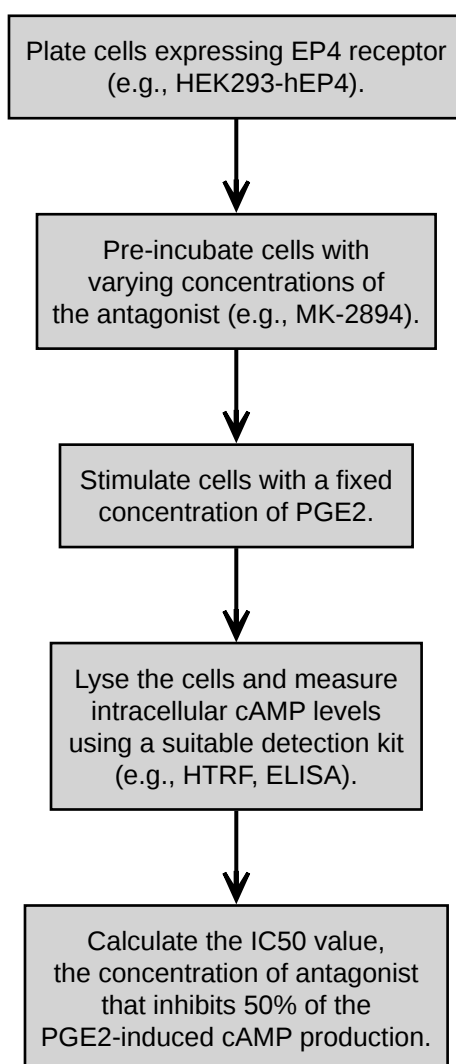 Plate cells expressing EP4 receptor
(e.g., HEK293-hEP4).
Pre-incubate cells with
varying concentrations of
the antagonist (e.g., MK-2894).
Stimulate cells with a fixed
concentration of PGE2.
Lyse the cells and measure
intracellular cAMP levels
using a suitable detection kit
(e.g., HTRF, ELISA).
Calculate the IC50 value,
the concentration of antagonist
that inhibits 50% of the
PGE2-induced cAMP production.